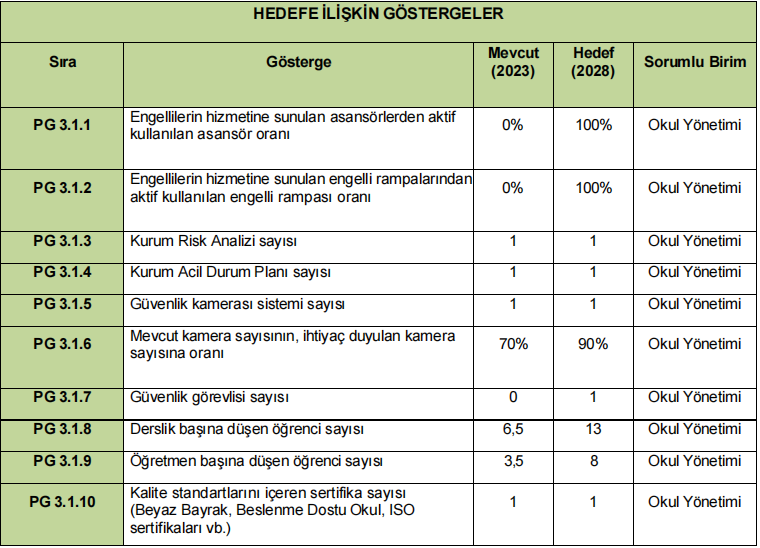 HEDEFE İLİŞKİN GÖSTERGELER
Sıra Gösterge Mevcut (2023) Hedef (2028) Sorumlu Birim
PG 3.1.1 Engellilerin hizmetine sunulan asansörlerden aktif
kullanılan asansör oranı 0% 100% Okul Yönetimi
PG 3.1.2 Engellilerin hizmetine sunulan engelli rampalarından
aktif kullanılan engelli rampası oranı 0% 100% Okul Yönetimi
PG 3.1.3 Kurum Risk Analizi sayısı 1 1 Okul Yönetimi
PG 3.1.4 Kurum Acil Durum Planı sayısı 1 1 Okul Yönetimi
PG 3.1.5 Güvenlik kamerası sistemi sayısı 1 1 Okul Yönetimi
PG 3.1.6 Mevcut kamera sayısının, ihtiyaç duyulan kamera
sayısına oranı 70% 90% Okul Yönetimi
PG 3.1.7 Güvenlik görevlisi sayısı 0 1 Okul Yönetimi
PG 3.1.8 Derslik başına düşen öğrenci sayısı 6,5 13 Okul Yönetimi
PG 3.1.9 Öğretmen başına düşen öğrenci sayısı 3,5 8 Okul Yönetimi
PG 3.1.10 Kalite standartlarını içeren sertifika sayısı
(Beyaz Bayrak, Beslenme Dostu Okul, ISO
sertifikaları vb.) 1 1 Okul Yönetimi